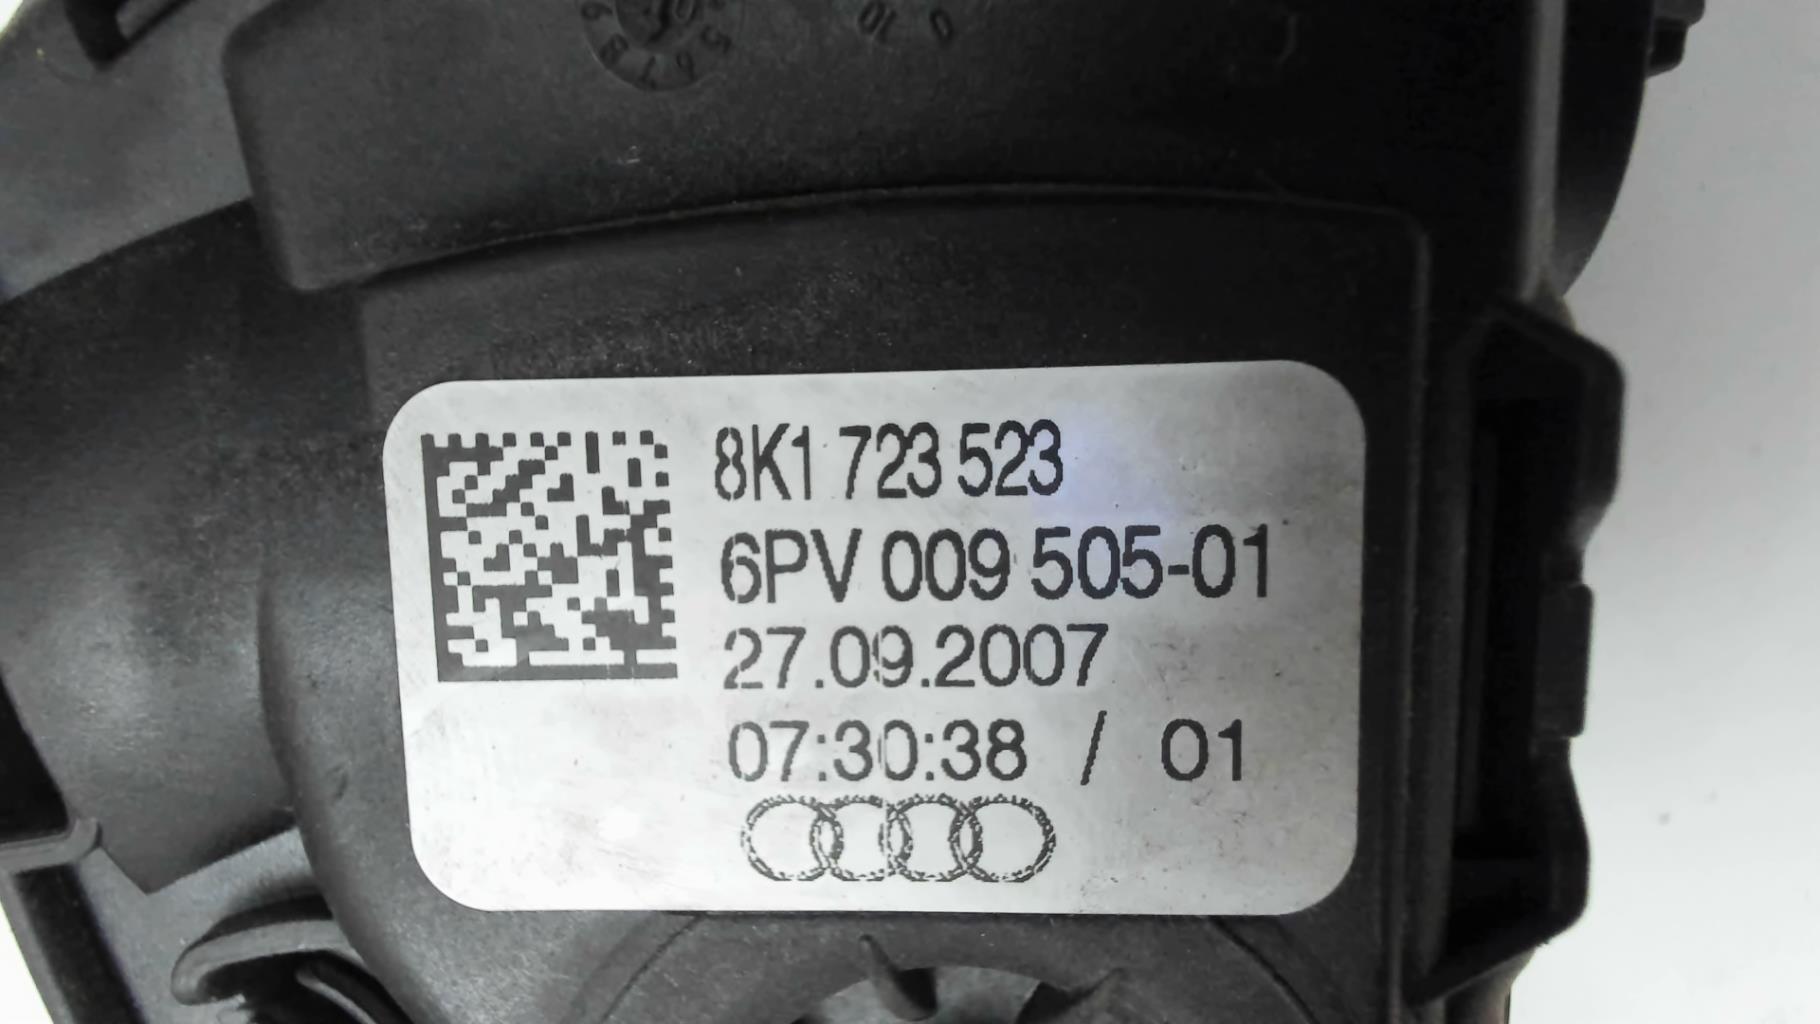 8K1 723 523
6PV 009 505-01
27.09.2007
07:30:38 / 01